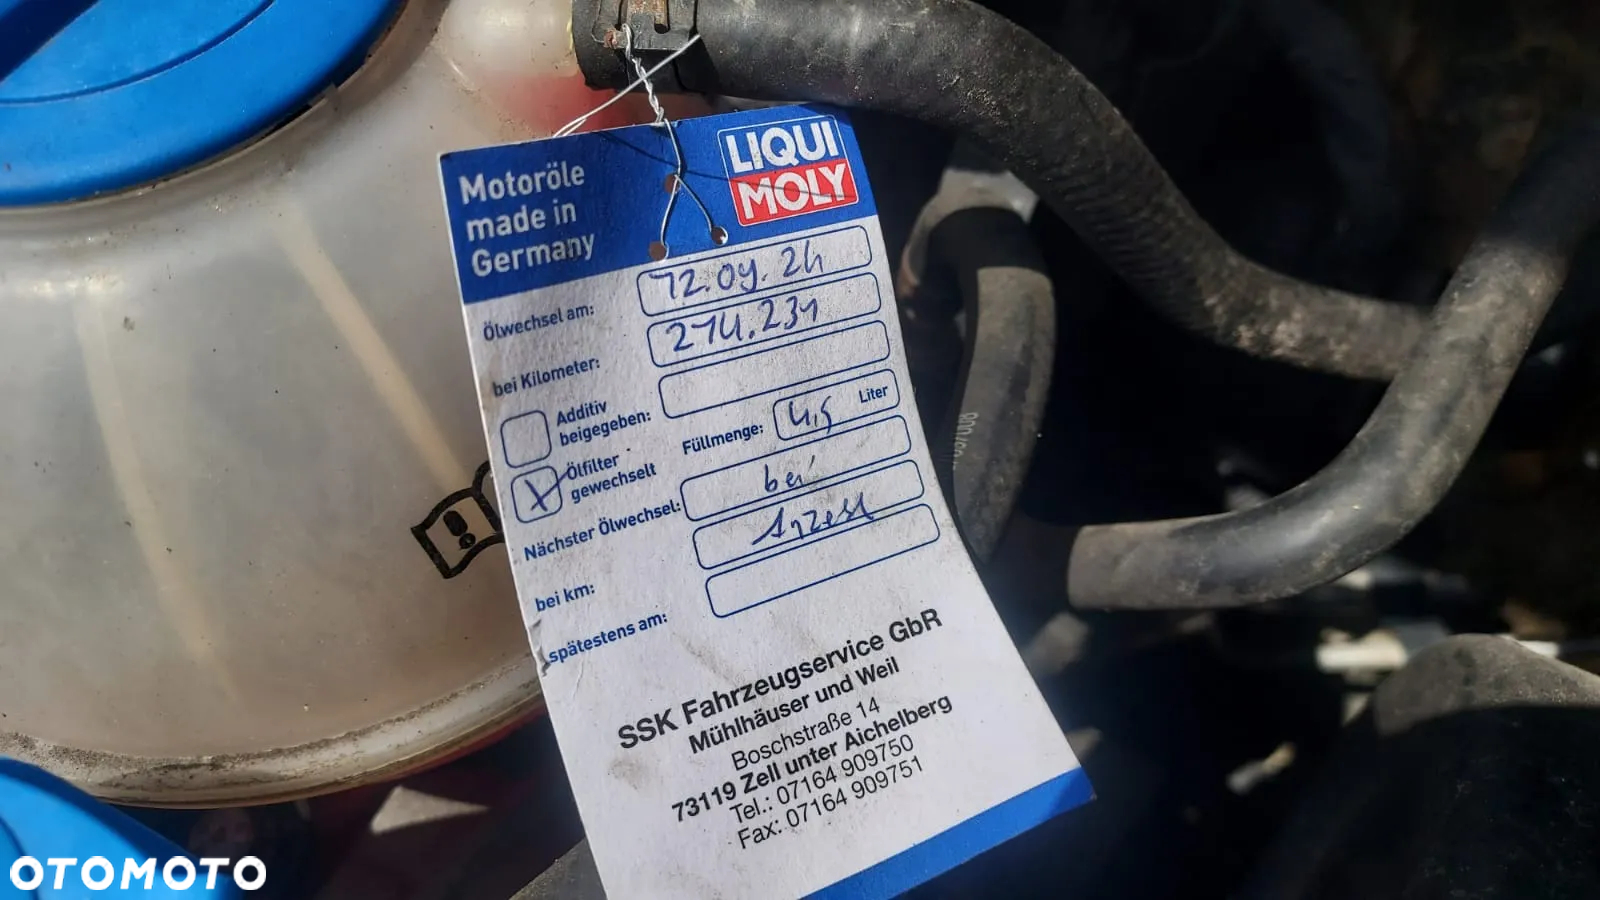 Motoröle
made in
Germany
LIQUI
MOLY
Ölwechsel am: 12.09.24
bei Kilometer: 214.231
Additiv
beigegeben:
Füllmenge: 4,5 Liter
Ölfilter
gewechselt
X
Nächster Ölwechsel: bei
bei km:
spätestens am:
SSK Fahrzeugservice GbR
Mühlhäuser und Weil
Boschstraße 14
73119 Zell unter Aichelberg
Tel.: 07164 909750
Fax: 07164 909751
OTOMOTO